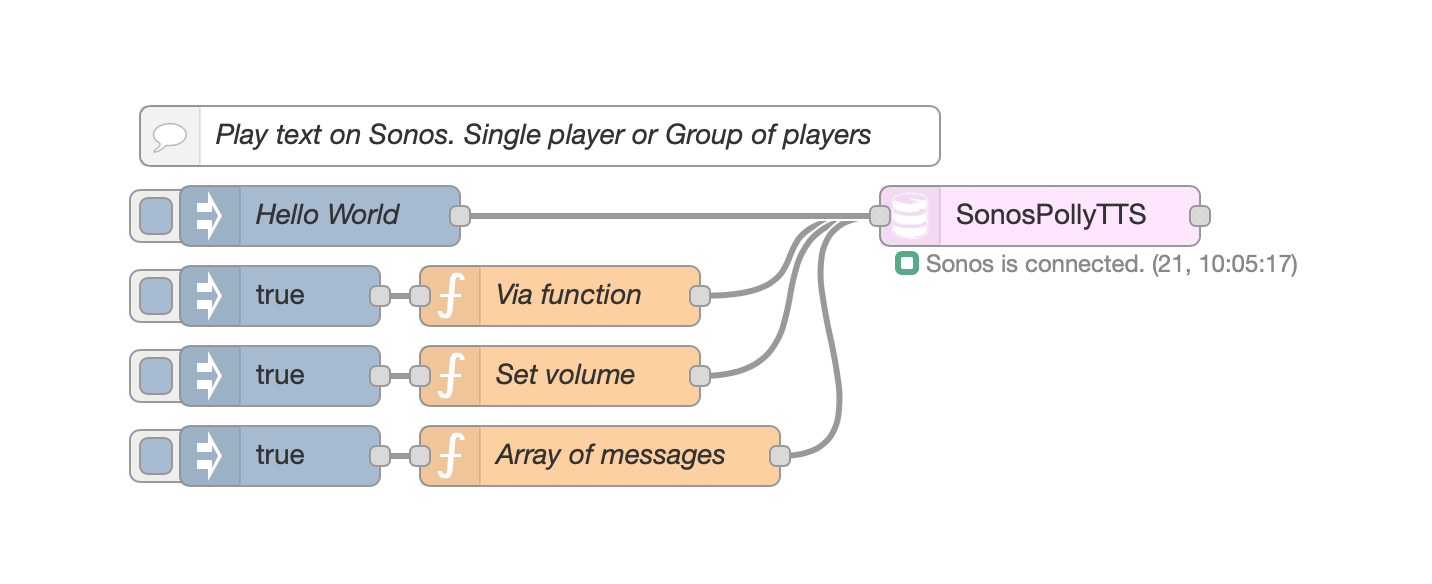 Play text on Sonos. Single player or Group of players
Hello World
SonosPollyTTS
Sonos is connected. (21, 10:05:17)
true
Via function
true
Set volume
true
Array of messages